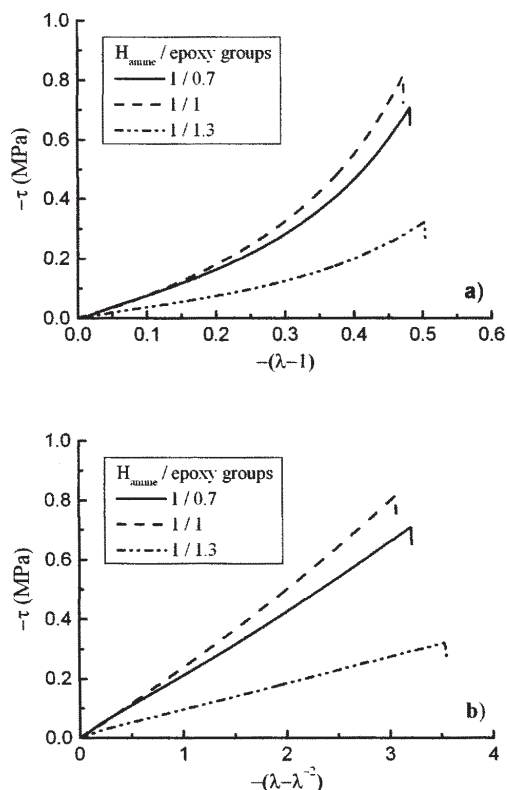 1.0
0.8
0.6
0.4
0.2
0.0
−τ (MPa)
H_amine / epoxy groups
1 / 0.7
1 / 1
1 / 1.3
a)
0.0 0.1 0.2 0.3 0.4 0.5 0.6
−(λ−1)
1.0
0.8
0.6
0.4
0.2
0.0
−τ (MPa)
H_amine / epoxy groups
1 / 0.7
1 / 1
1 / 1.3
b)
0 1 2 3 4
−(λ−λ⁻²)